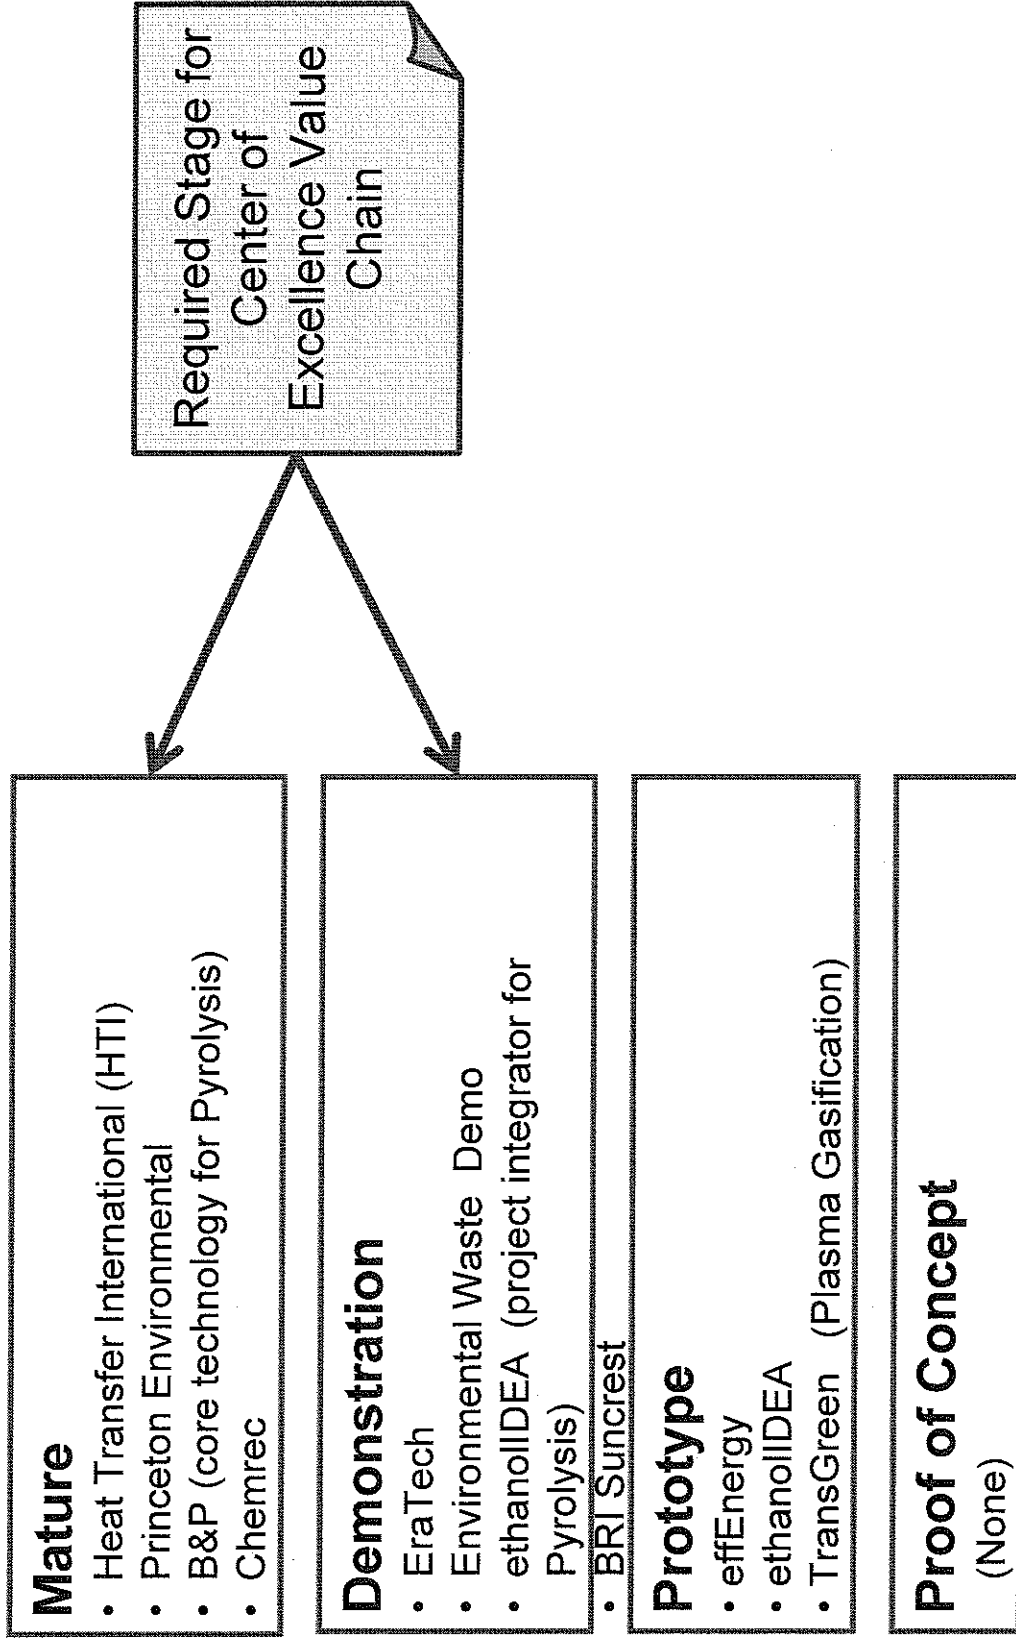 Mature
• Heat Transfer International (HTI)
• Princeton Environmental
• B&P (core technology for Pyrolysis)
• Chemrec
Demonstration
• EraTech
• Environmental Waste Demo
• ethanolIDEA (project integrator for
Pyrolysis)
• BRI Suncrest
Prototype
• effEnergy
• ethanolIDEA
• TransGreen (Plasma Gasification)
Proof of Concept
(None)
Required Stage for
Center of
Excellence Value
Chain